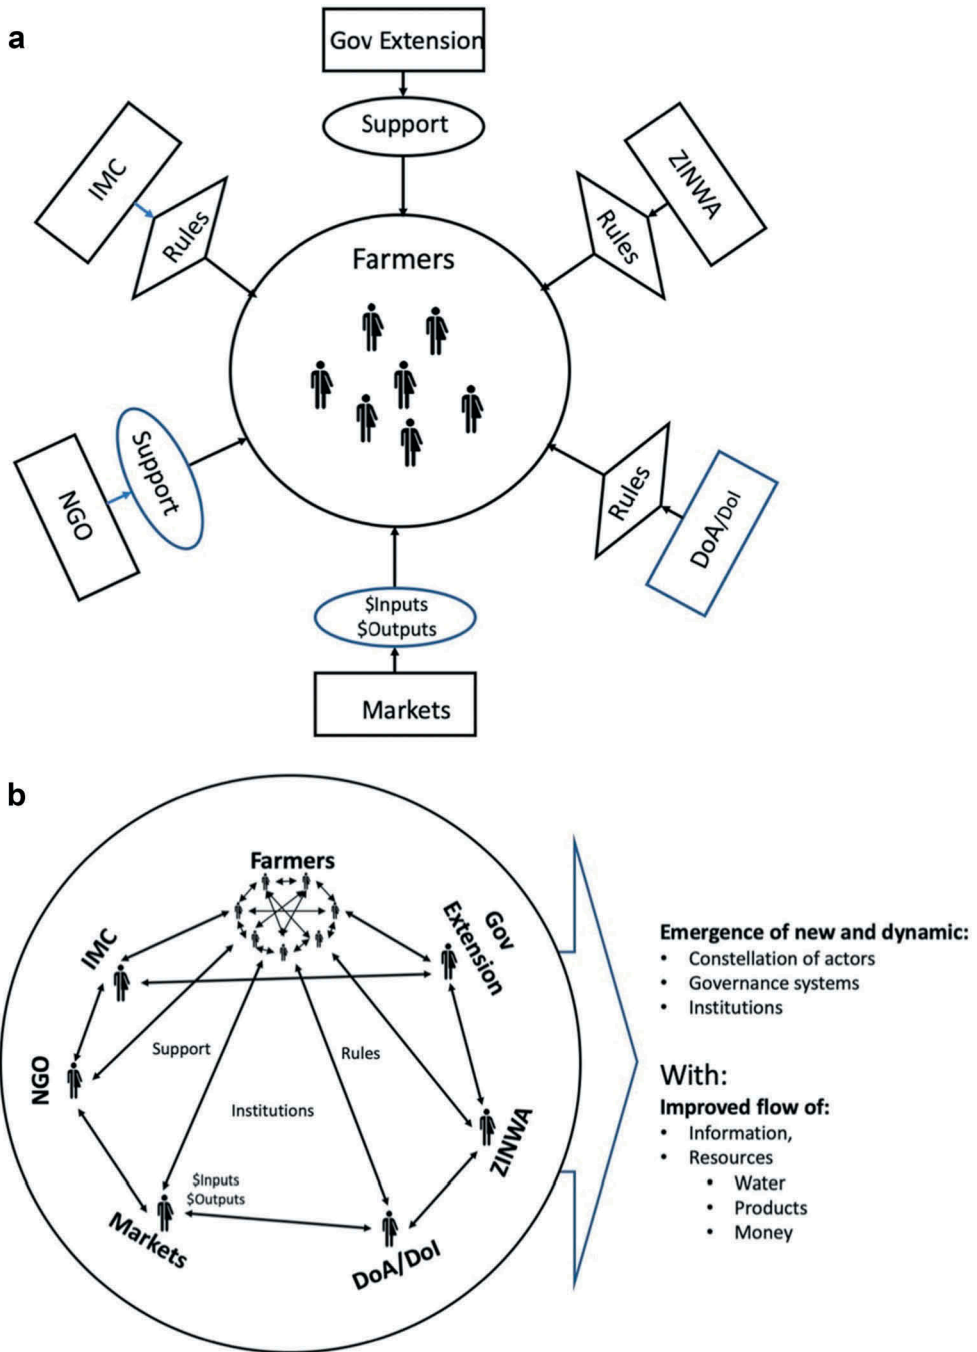 a
Gov Extension
Support
IMC
Rules
ZINWA
Rules
Farmers
NGO
Support
DoA/DoI
Rules
$Inputs
$Outputs
Markets
b
Farmers
IMC
Gov
Extension
NGO
Support
Rules
Institutions
ZINWA
$Inputs
$Outputs
Markets
DoA/DoI
Emergence of new and dynamic:
• Constellation of actors
• Governance systems
• Institutions
With:
Improved flow of:
• Information,
• Resources
• Water
• Products
• Money